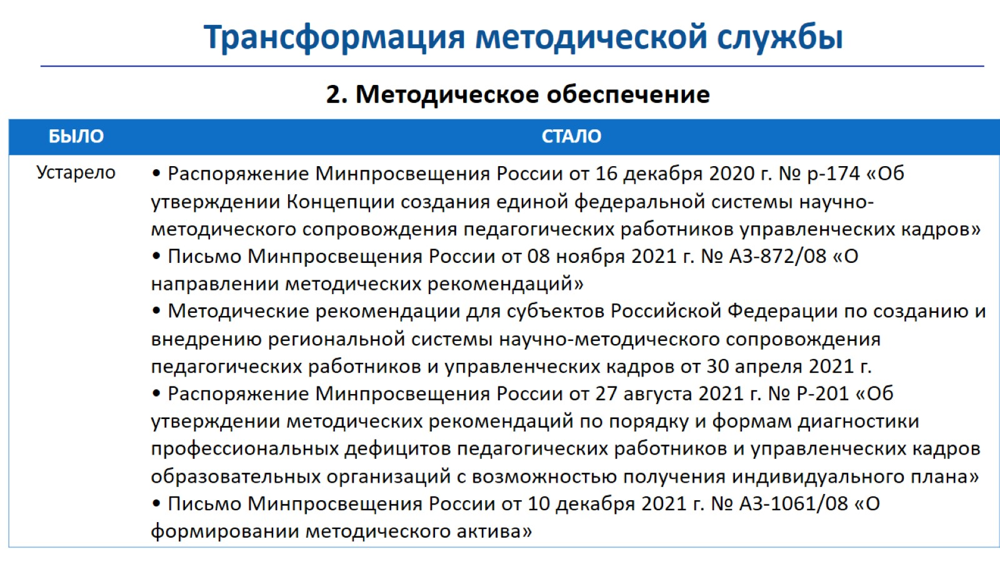 Трансформация методической службы
2. Методическое обеспечение
БЫЛО СТАЛО
Устарело • Распоряжение Минпросвещения России от 16 декабря 2020 г. № р-174 «Об
утверждении Концепции создания единой федеральной системы научно-
методического сопровождения педагогических работников управленческих кадров»
• Письмо Минпросвещения России от 08 ноября 2021 г. № АЗ-872/08 «О
направлении методических рекомендаций»
• Методические рекомендации для субъектов Российской Федерации по созданию и
внедрению региональной системы научно-методического сопровождения
педагогических работников и управленческих кадров от 30 апреля 2021 г.
• Распоряжение Минпросвещения России от 27 августа 2021 г. № Р-201 «Об
утверждении методических рекомендаций по порядку и формам диагностики
профессиональных дефицитов педагогических работников и управленческих кадров
образовательных организаций с возможностью получения индивидуального плана»
• Письмо Минпросвещения России от 10 декабря 2021 г. № АЗ-1061/08 «О
формировании методического актива»